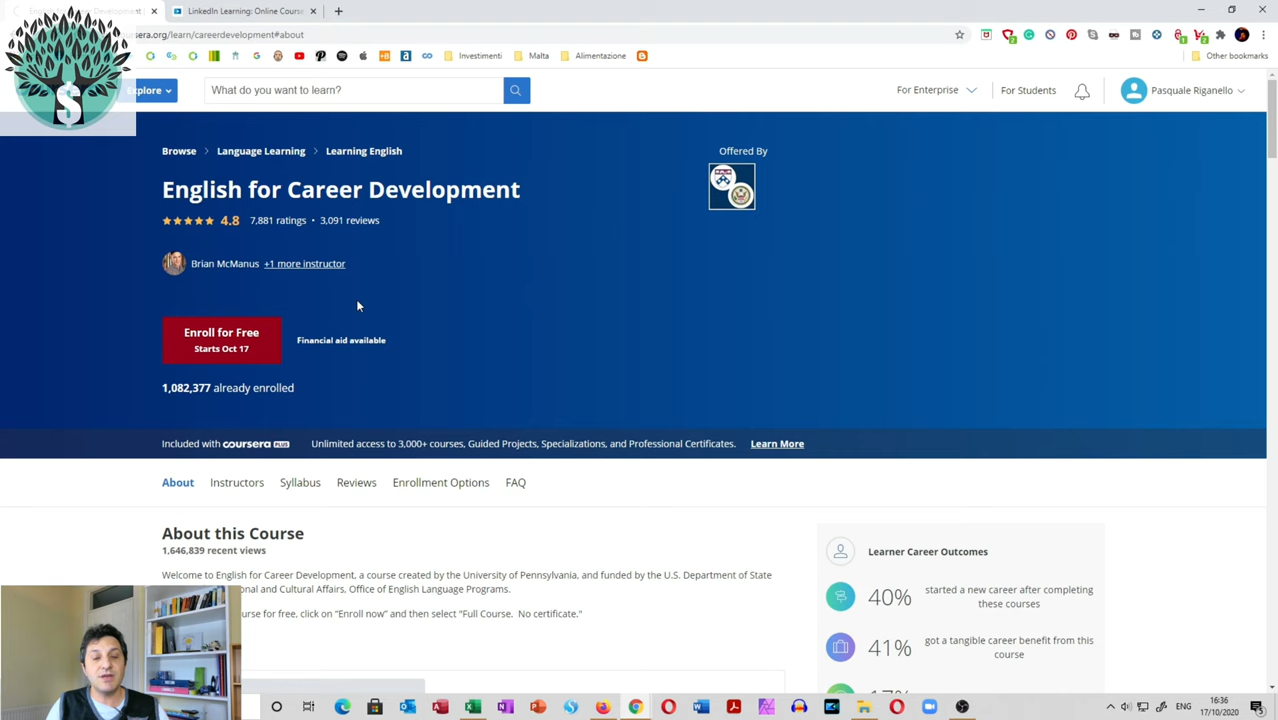 LinkedIn Learning: Online Course
sera.org/learn/careerdevelopment#about
Investimenti
Malta
Alimentazione
Other bookmarks
Explore
What do you want to learn?
For Enterprise
For Students
Pasquale Riganello
Browse
Language Learning
Learning English
Offered By
English for Career Development
4.8
7,881 ratings • 3,091 reviews
Brian McManus
+1 more instructor
Enroll for Free
Starts Oct 17
Financial aid available
1,082,377 already enrolled
Included with coursera PLUS
Unlimited access to 3,000+ courses, Guided Projects, Specializations, and Professional Certificates.
Learn More
About
Instructors
Syllabus
Reviews
Enrollment Options
FAQ
About this Course
1,646,839 recent views
Welcome to English for Career Development, a course created by the University of Pennsylvania, and funded by the U.S. Department of State
onal and Cultural Affairs, Office of English Language Programs.
urse for free, click on “Enroll now” and then select "Full Course. No certificate."
Learner Career Outcomes
40%
started a new career after completing
these courses
41%
got a tangible career benefit from this
course
17%
ENG
16:36
17/10/2020